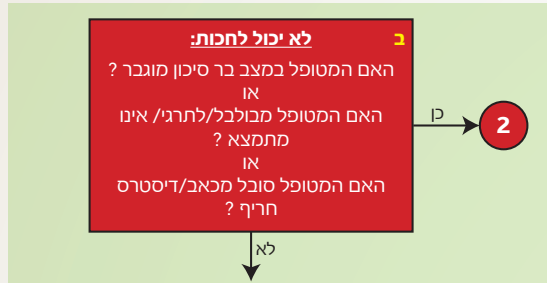 ב
לא יכול לחכות:
האם המטופל במצב בר סיכון מוגבר ?
או
האם המטופל מבולבל/לתרגי/ אינו
מתמצא ?
או
האם המטופל סובל מכאב/דיסטרס
חריף ?
כן
2
לא